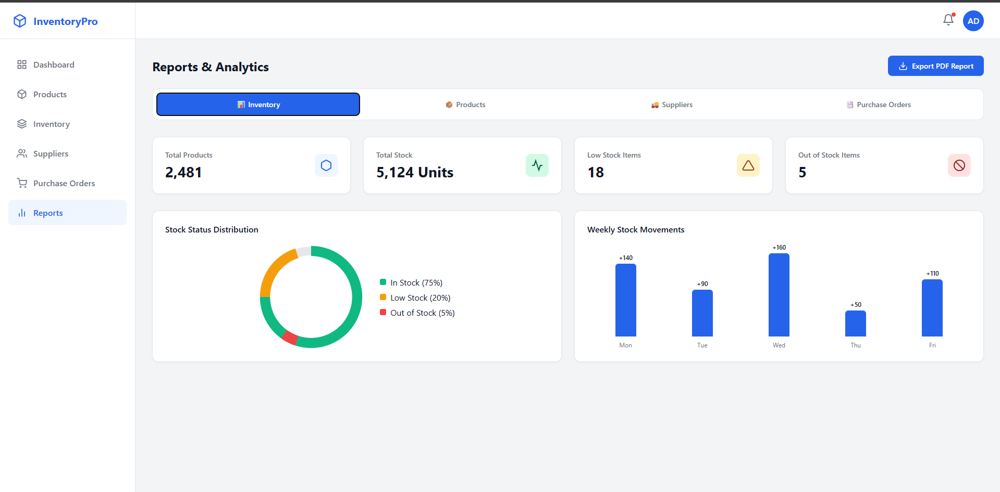 InventoryPro
AD
Dashboard
Products
Inventory
Suppliers
Purchase Orders
Reports
Reports & Analytics
Export PDF Report
Inventory
Products
Suppliers
Purchase Orders
Total Products
2,481
Total Stock
5,124 Units
Low Stock Items
18
Out of Stock Items
5
Stock Status Distribution
In Stock (75%)
Low Stock (20%)
Out of Stock (5%)
Weekly Stock Movements
+140
+90
+160
+50
+110
Mon
Tue
Wed
Thu
Fri